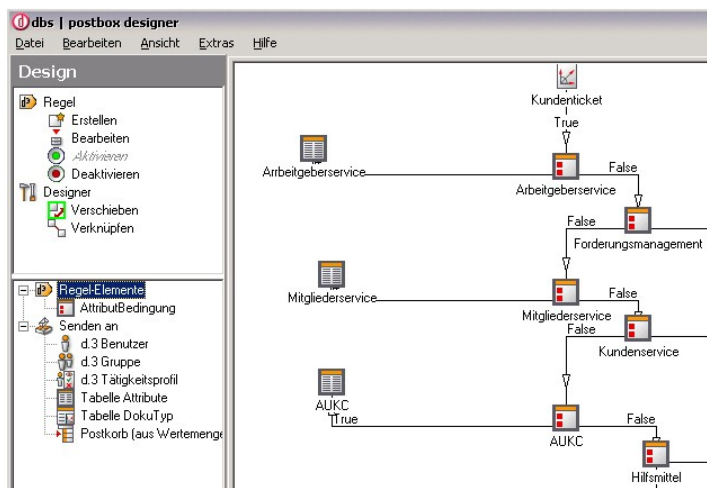 dbs | postbox designer
Datei Bearbeiten Ansicht Extras Hilfe
Design
Regel
Erstellen
Bearbeiten
Aktivieren
Deaktivieren
Designer
Verschieben
Verknüpfen
Regel-Elemente
AttributBedingung
Senden an
d.3 Benutzer
d.3 Gruppe
d.3 Tätigkeitsprofil
Tabelle Attribute
Tabelle DokuTyp
Postkorb (aus Wertemenge
Kundenticket
True
Arrbeitgeberservice
False
Arbeitgeberservice
False
Forderungsmanagement
Mitgliederservice
False
Mitgliederservice
False
Kundenservice
AUKC
True
False
AUKC
Hilfsmittel